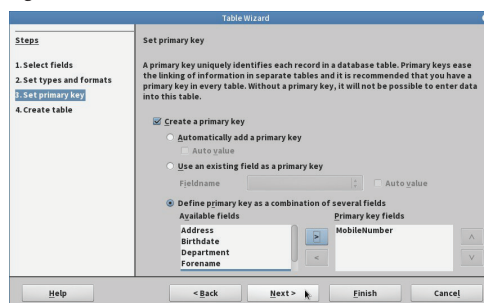 Table Wizard
Steps
1. Select fields
2. Set types and formats
3. Set primary key
4. Create table
Set primary key
A primary key uniquely identifies each record in a database table. Primary keys ease
the linking of information in separate tables and it is recommended that you have a
primary key in every table. Without a primary key, it will not be possible to enter data
into this table.
Create a primary key
Automatically add a primary key
Auto value
Use an existing field as a primary key
Fieldname
Auto value
Define primary key as a combination of several fields
Available fields
Primary key fields
Address
Birthdate
Department
Forename
>
<
MobileNumber
Help
< Back
Next >
Finish
Cancel